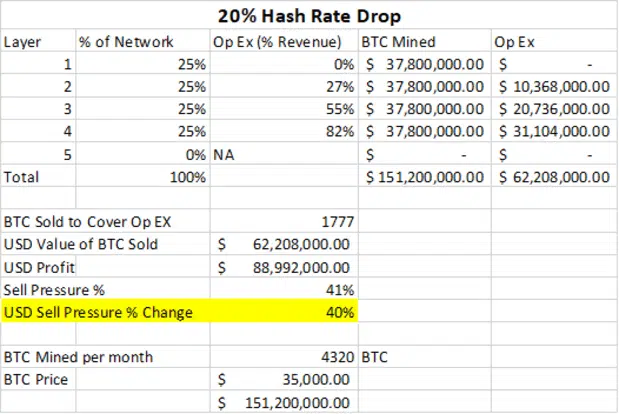 20% Hash Rate Drop
Layer % of Network Op Ex (% Revenue) BTC Mined Op Ex
1 25% 0% $ 37,800,000.00 $ -
2 25% 27% $ 37,800,000.00 $ 10,368,000.00
3 25% 55% $ 37,800,000.00 $ 20,736,000.00
4 25% 82% $ 37,800,000.00 $ 31,104,000.00
5 0% NA $ - $ -
Total 100% $ 151,200,000.00 $ 62,208,000.00
BTC Sold to Cover Op EX 1777
USD Value of BTC Sold $ 62,208,000.00
USD Profit $ 88,992,000.00
Sell Pressure % 41%
USD Sell Pressure % Change 40%
BTC Mined per month 4320 BTC
BTC Price $ 35,000.00
$ 151,200,000.00